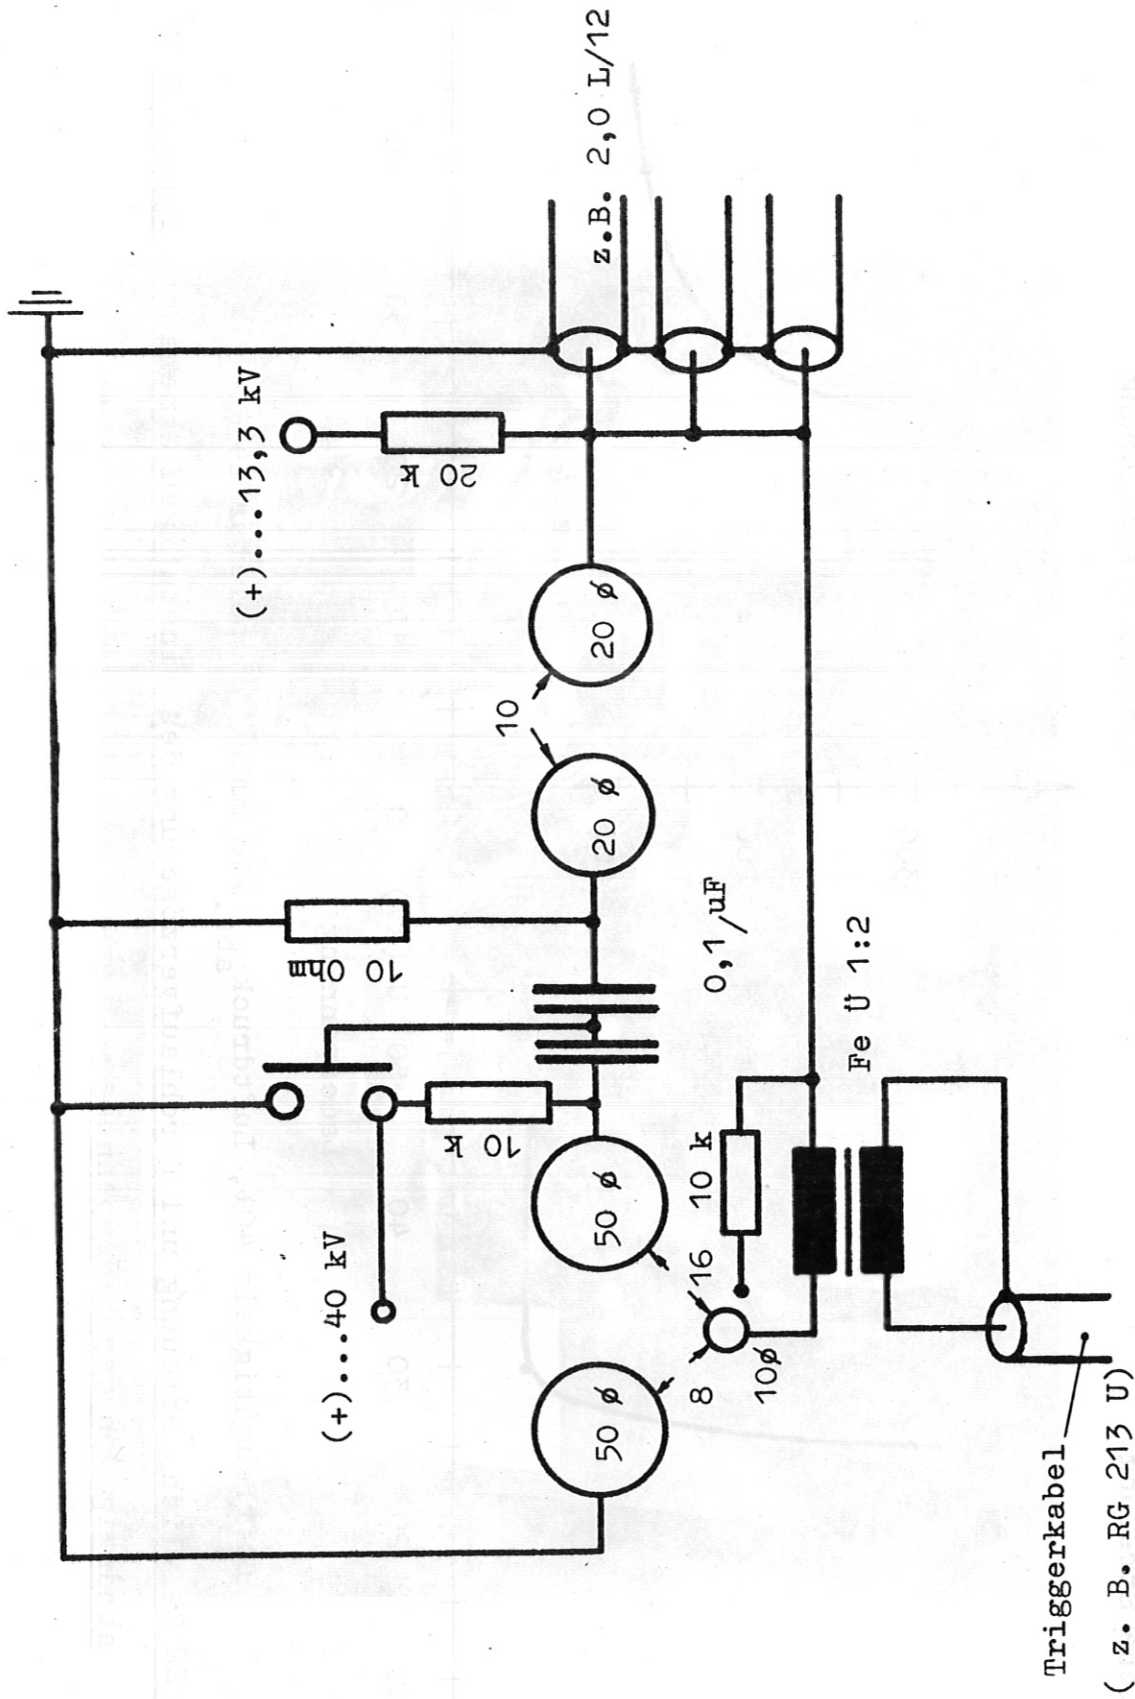 (+)....13,3 kV
20 k
z.B. 2,0 L/12
10 Ohm
10
20 ø
20 ø
(+)....40 kV
10 k
50 ø
50 ø
0,1/uF
8
16
10 k
10ø
Fe Ü 1:2
Triggerkabel
( z. B. RG 213 U)